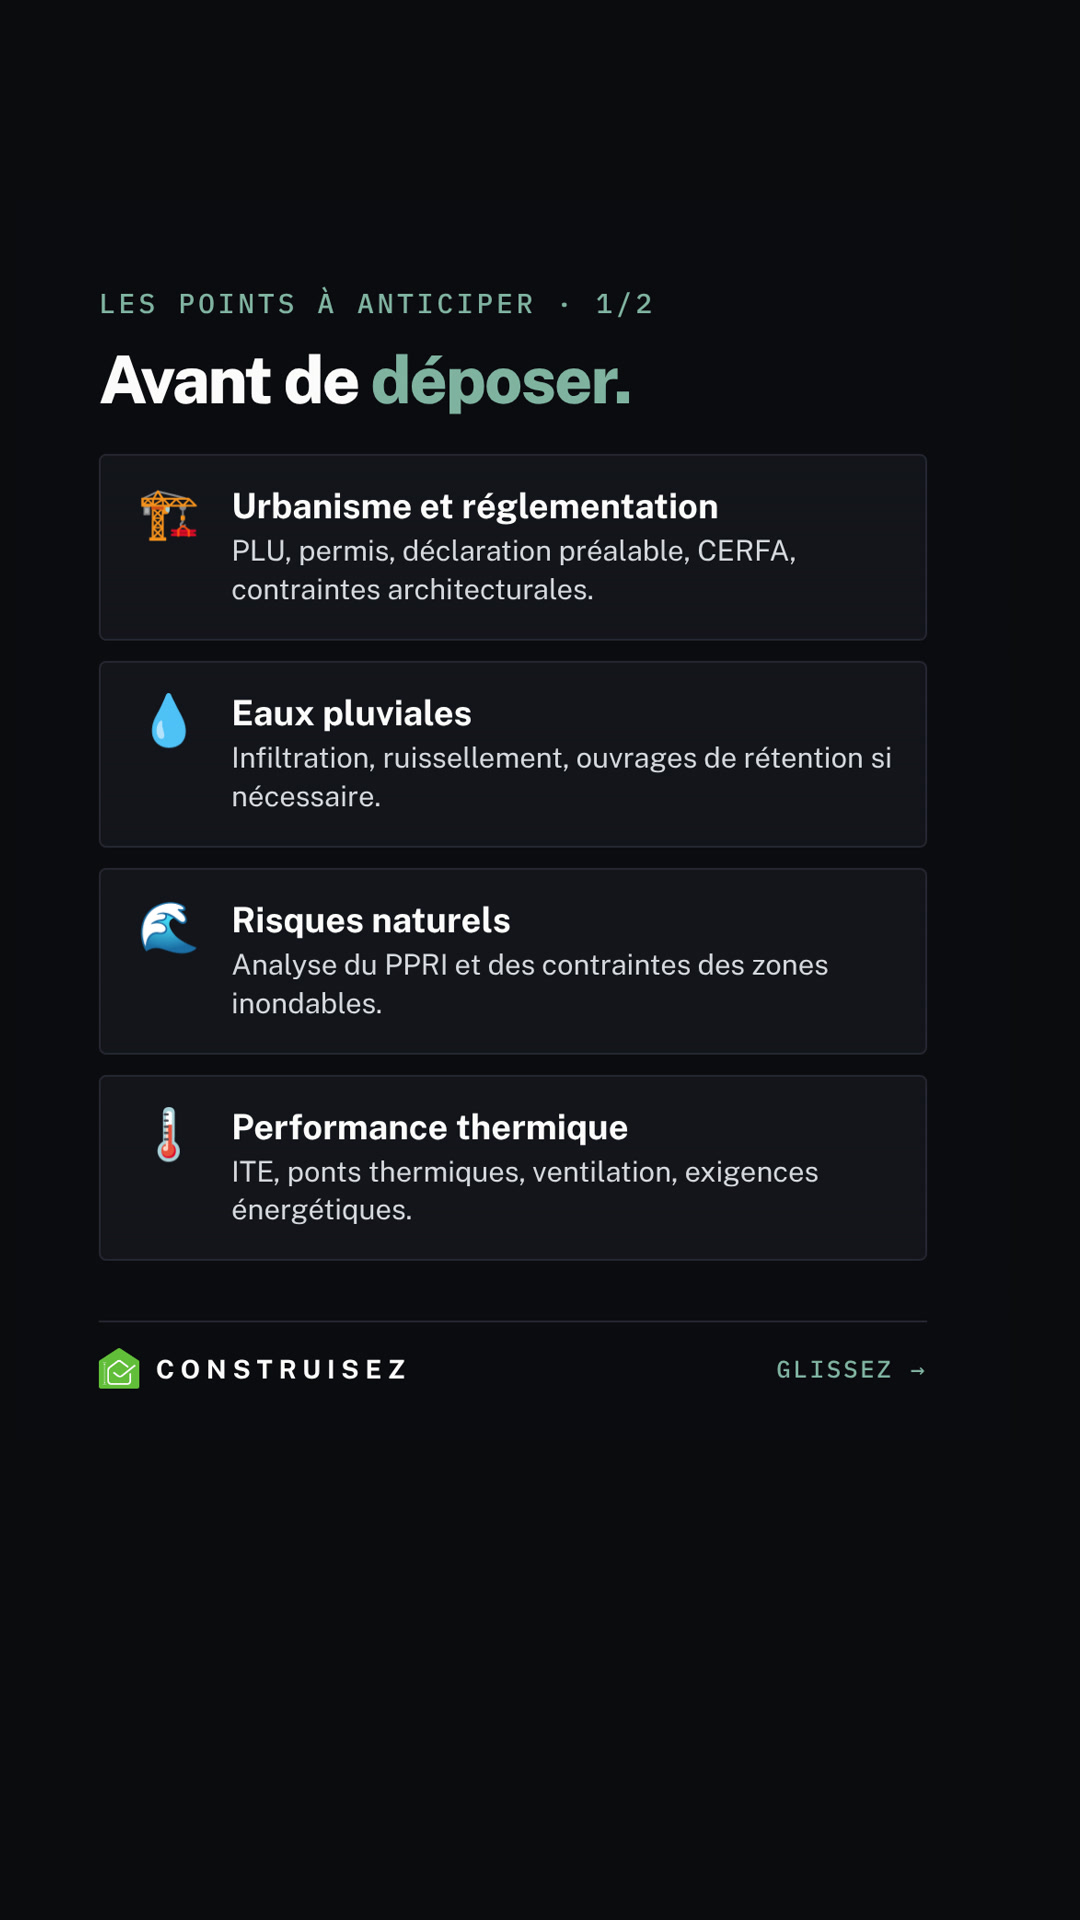 LES POINTS À ANTICIPER · 1/2
Avant de déposer.
Urbanisme et réglementation
PLU, permis, déclaration préalable, CERFA,
contraintes architecturales.
Eaux pluviales
Infiltration, ruissellement, ouvrages de rétention si
nécessaire.
Risques naturels
Analyse du PPRI et des contraintes des zones
inondables.
Performance thermique
ITE, ponts thermiques, ventilation, exigences
énergétiques.
CONSTRUISEZ
GLISSEZ →